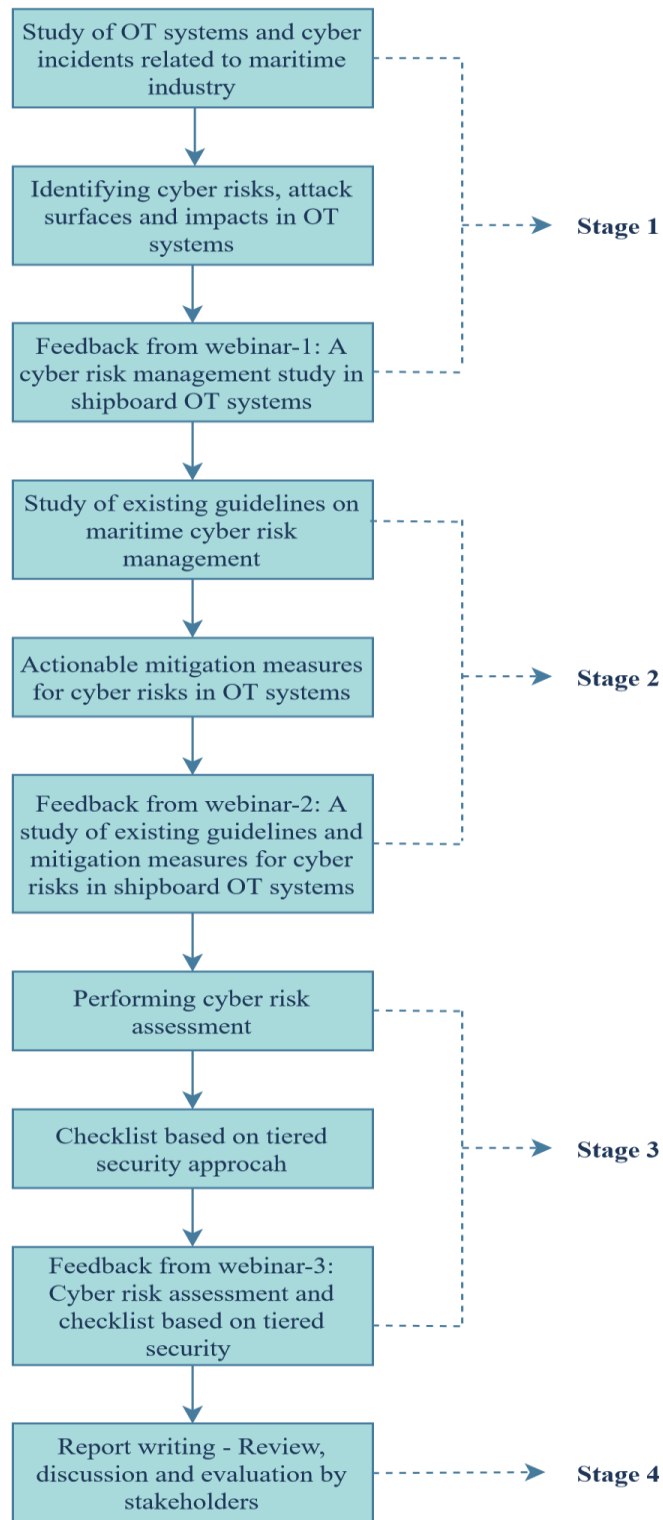 Study of OT systems and cyber
incidents related to maritime
industry
Identifying cyber risks, attack
surfaces and impacts in OT
systems
Stage 1
Feedback from webinar-1: A
cyber risk management study in
shipboard OT systems
Study of existing guidelines on
maritime cyber risk
management
Actionable mitigation measures
for cyber risks in OT systems
Stage 2
Feedback from webinar-2: A
study of existing guidelines and
mitigation measures for cyber
risks in shipboard OT systems
Performing cyber risk
assessment
Checklist based on tiered
security approcah
Stage 3
Feedback from webinar-3:
Cyber risk assessment and
checklist based on tiered
security
Report writing - Review,
discussion and evaluation by
stakeholders
Stage 4